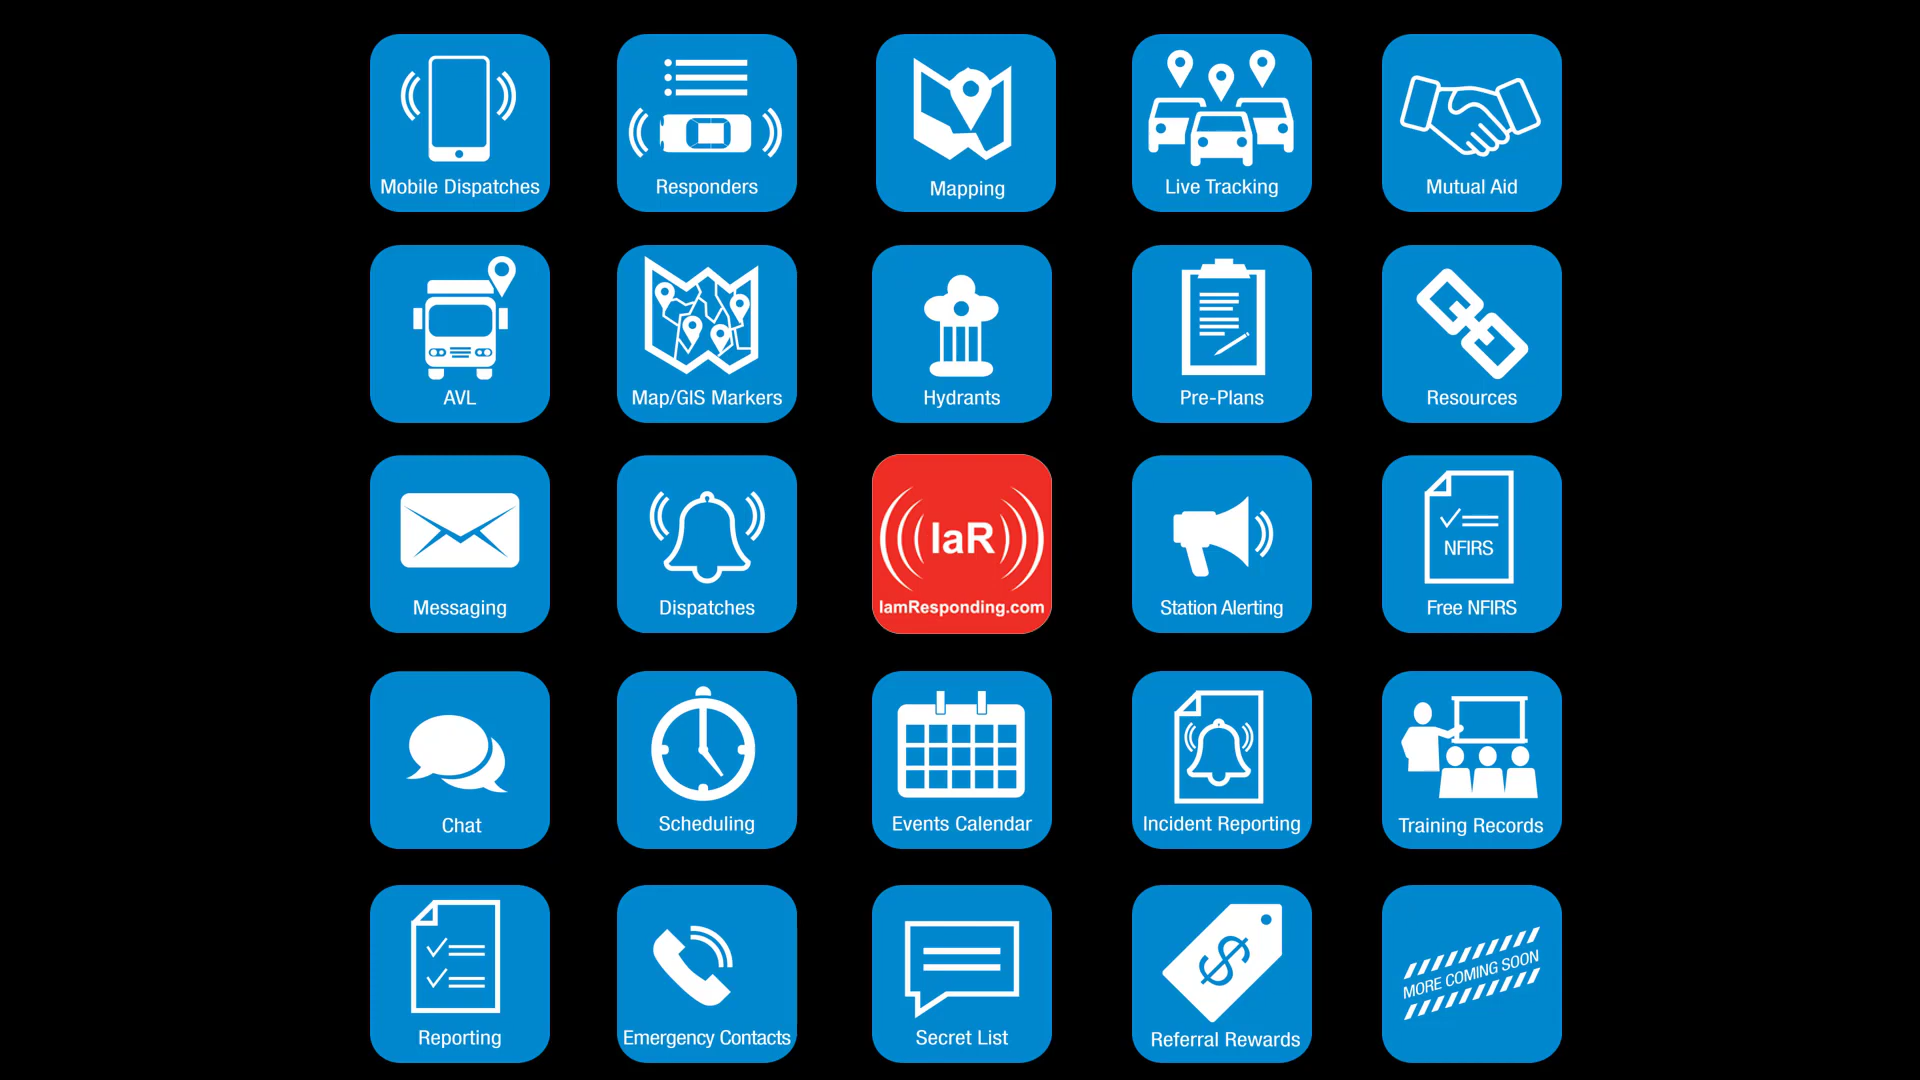 Mobile Dispatches
Responders
Mapping
Live Tracking
Mutual Aid
AVL
Map/GIS Markers
Hydrants
Pre-Plans
Resources
Messaging
Dispatches
IaR
IamResponding.com
Station Alerting
NFIRS
Free NFIRS
Chat
Scheduling
Events Calendar
Incident Reporting
Training Records
Reporting
Emergency Contacts
Secret List
$
Referral Rewards
MORE COMING SOON